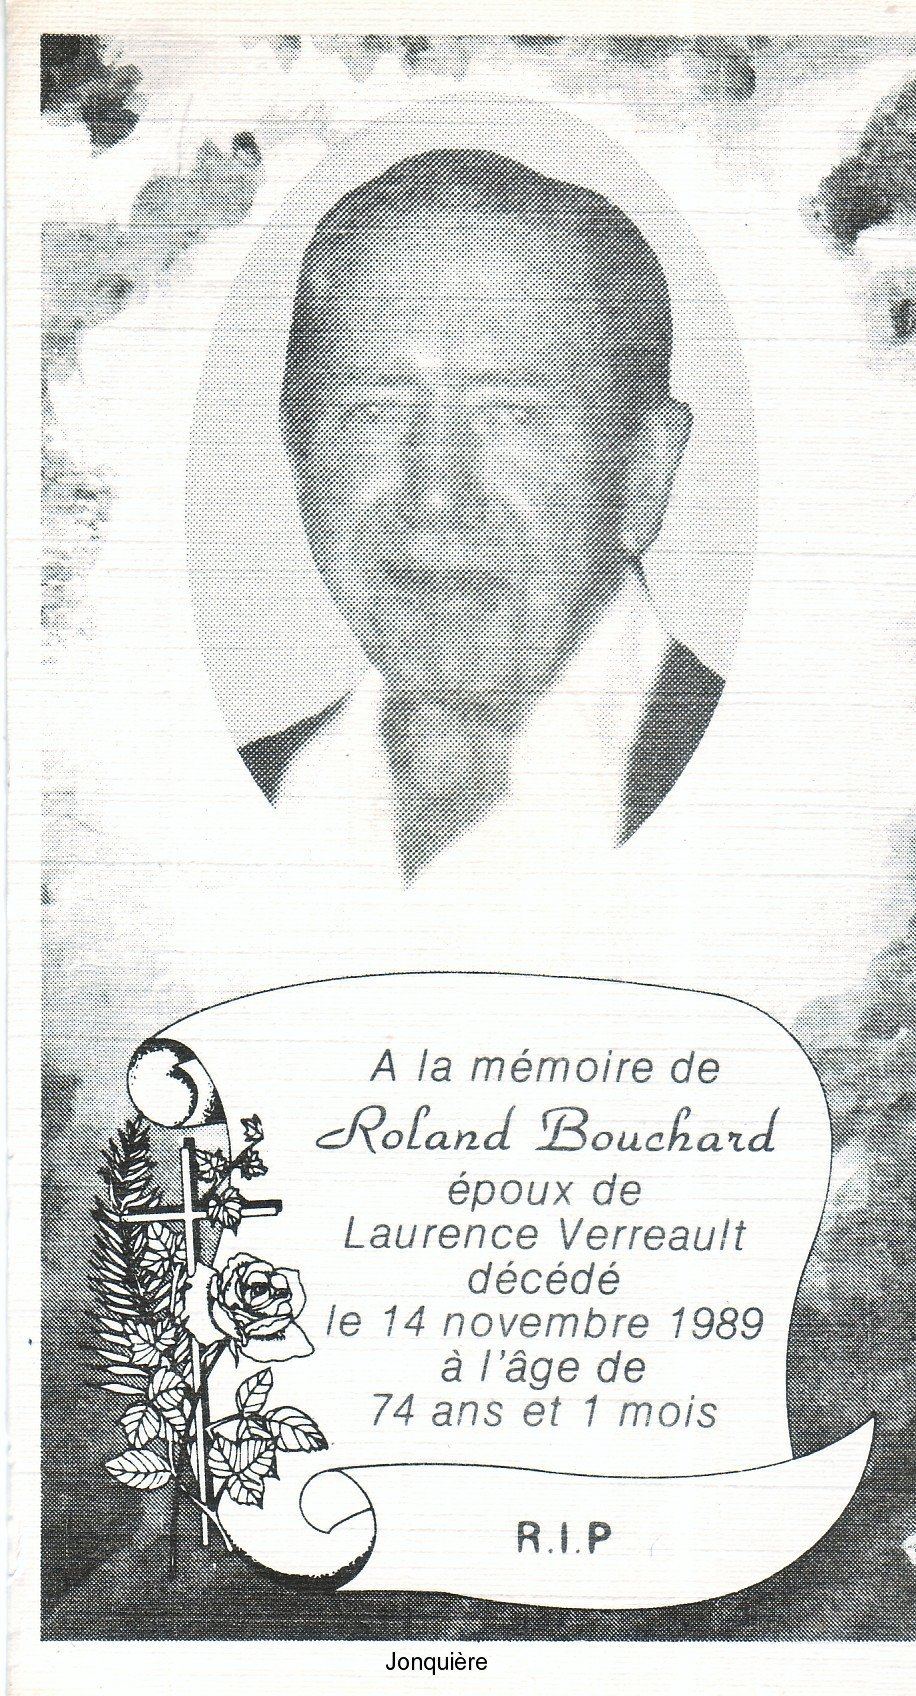 A la mémoire de
Roland Bouchard
époux de
Laurence Verreault
décédé
le 14 novembre 1989
à l'âge de
74 ans et 1 mois
R.I.P
Jonquière